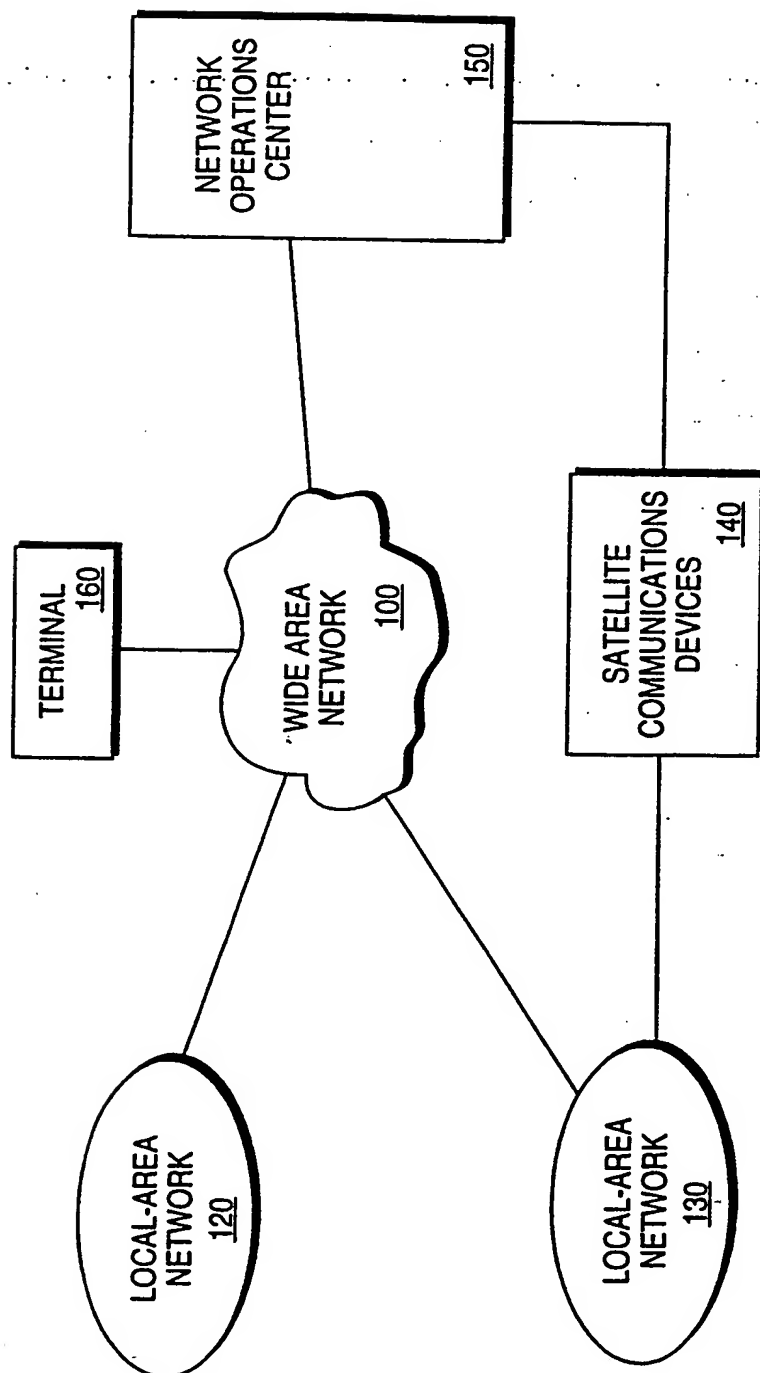 TERMINAL
160
NETWORK
OPERATIONS
CENTER
150
WIDE AREA
NETWORK
100
LOCAL-AREA
NETWORK
120
LOCAL-AREA
NETWORK
130
SATELLITE
COMMUNICATIONS
DEVICES
140